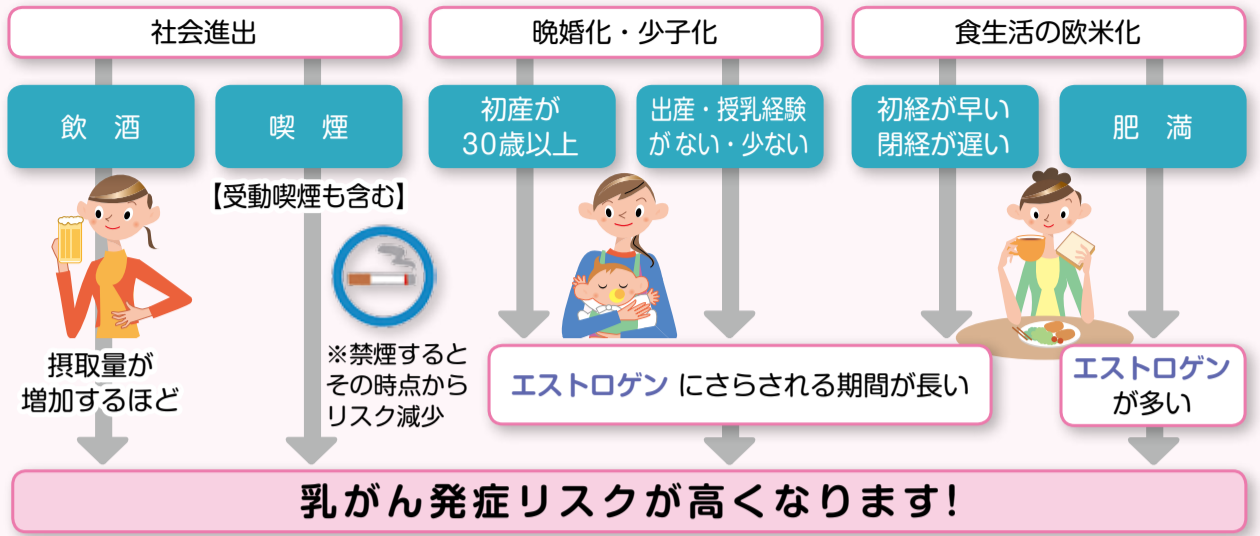 社会進出
晩婚化・少子化
食生活の欧米化
飲　酒
喫　煙
初産が
30歳以上
出産・授乳経験
がない・少ない
初経が早い
閉経が遅い
肥　満
【受動喫煙も含む】
摂取量が
増加するほど
※禁煙すると
その時点から
リスク減少
エストロゲン にさらされる期間が長い
エストロゲン
が多い
乳がん発症リスクが高くなります!